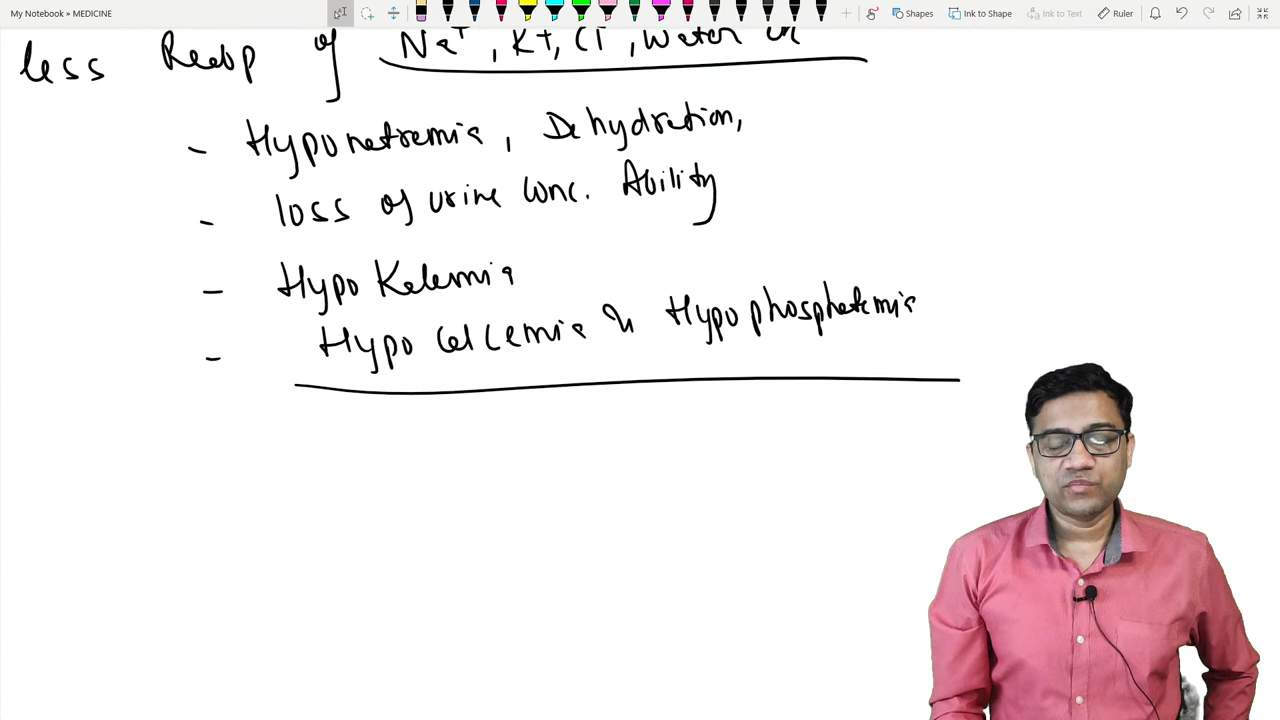 My Notebook » MEDICINE
Shapes Ink to Shape Ink to Text Ruler
less Reabp of Na+, K+, Cl-, Water
- Hyponatremia, Dehydration,
- loss of urine conc. Ability
- Hypo Kalemia
- Hypo calcemia Hypophosphatemia